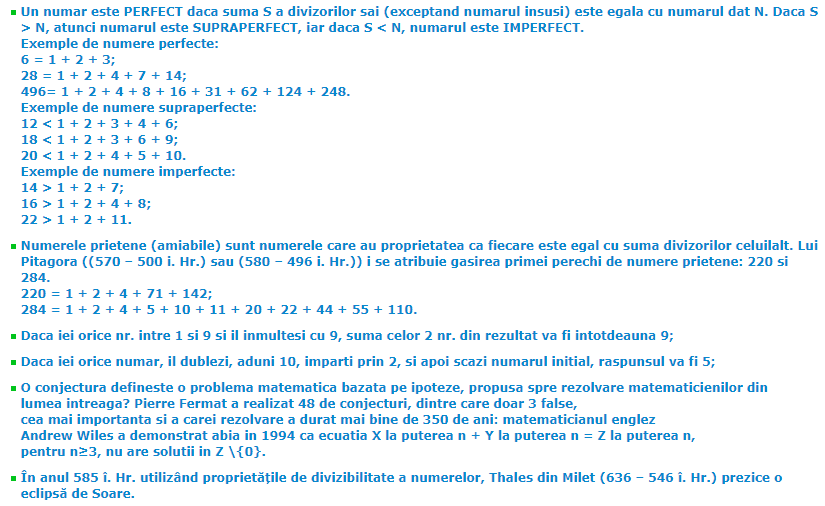 Un numar este PERFECT daca suma S a divizorilor sai (exceptand numarul insusi) este egala cu numarul dat N. Daca S
> N, atunci numarul este SUPRAPERFECT, iar daca S < N, numarul este IMPERFECT.
Exemple de numere perfecte:
6 = 1 + 2 + 3;
28 = 1 + 2 + 4 + 7 + 14;
496= 1 + 2 + 4 + 8 + 16 + 31 + 62 + 124 + 248.
Exemple de numere supraperfecte:
12 < 1 + 2 + 3 + 4 + 6;
18 < 1 + 2 + 3 + 6 + 9;
20 < 1 + 2 + 4 + 5 + 10.
Exemple de numere imperfecte:
14 > 1 + 2 + 7;
16 > 1 + 2 + 4 + 8;
22 > 1 + 2 + 11.
Numerele prietene (amiabile) sunt numerele care au proprietatea ca fiecare este egal cu suma divizorilor celuilalt. Lui
Pitagora ((570 – 500 i. Hr.) sau (580 – 496 i. Hr.)) i se atribuie gasirea primei perechi de numere prietene: 220 si
284.
220 = 1 + 2 + 4 + 71 + 142;
284 = 1 + 2 + 4 + 5 + 10 + 11 + 20 + 22 + 44 + 55 + 110.
Daca iei orice nr. intre 1 si 9 si il inmultesi cu 9, suma celor 2 nr. din rezultat va fi intotdeauna 9;
Daca iei orice numar, il dublezi, aduni 10, imparti prin 2, si apoi scazi numarul initial, raspunsul va fi 5;
O conjectura defineste o problema matematica bazata pe ipoteze, propusa spre rezolvare matematicienilor din
lumea intreaga? Pierre Fermat a realizat 48 de conjecturi, dintre care doar 3 false,
cea mai importanta si a carei rezolvare a durat mai bine de 350 de ani: matematicianul englez
Andrew Wiles a demonstrat abia in 1994 ca ecuatia X la puterea n + Y la puterea n = Z la puterea n,
pentru n≥3, nu are solutii in Z \{0}.
În anul 585 î. Hr. utilizând proprietăţile de divizibilitate a numerelor, Thales din Milet (636 – 546 î. Hr.) prezice o
eclipsă de Soare.